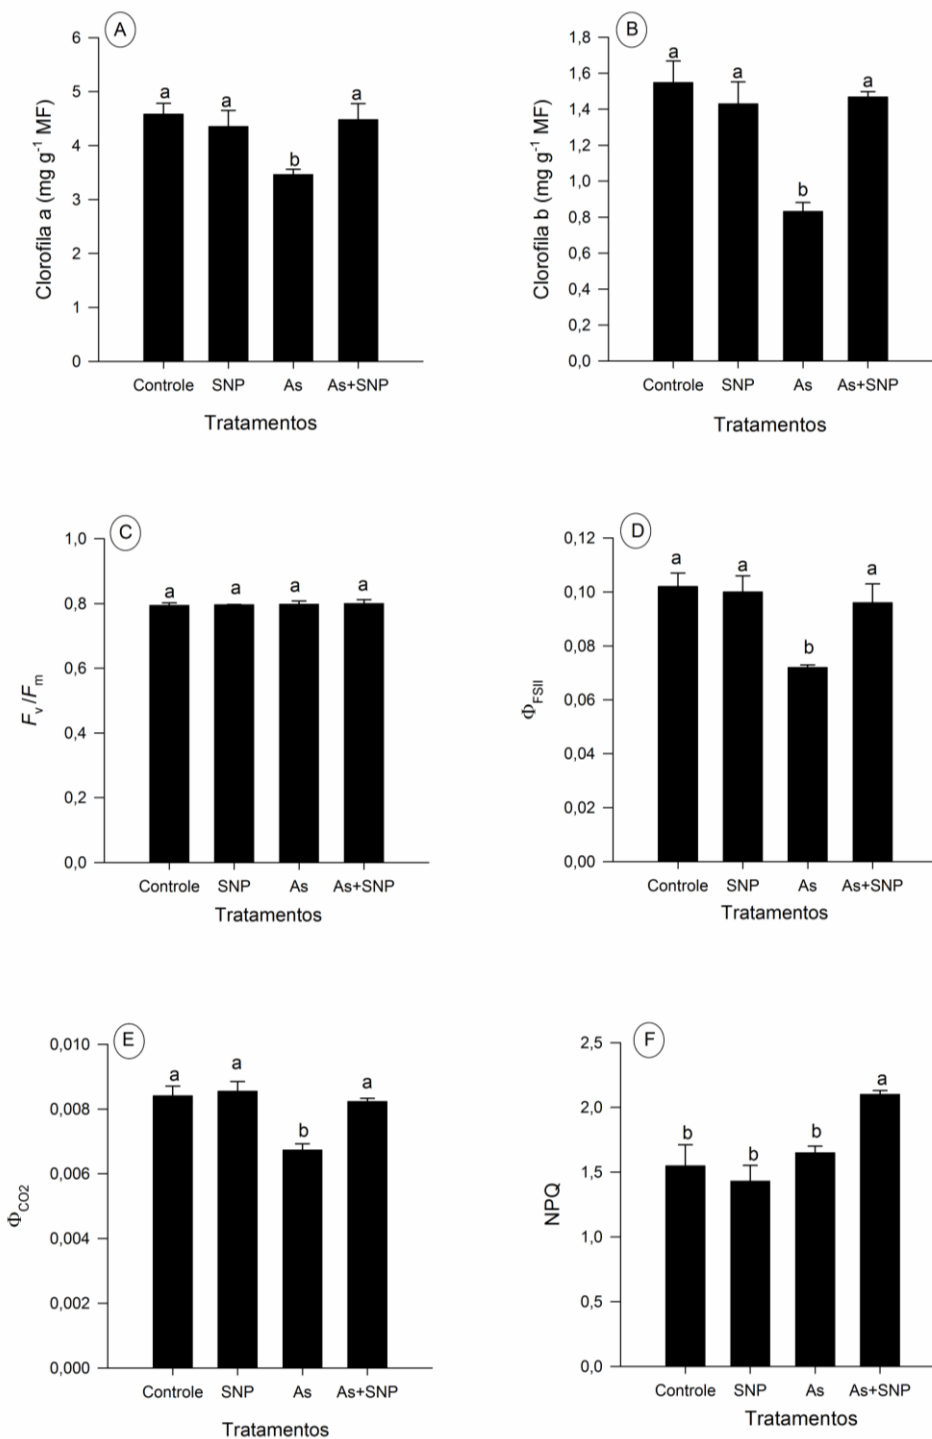 A
6
5
4
3
2
1
0
Clorofila a (mg g⁻¹ MF)
a
a
b
a
Controle SNP As As+SNP
Tratamentos
B
1,8
1,6
1,4
1,2
1,0
0,8
0,6
0,4
0,2
0,0
Clorofila b (mg g⁻¹ MF)
a
a
b
a
Controle SNP As As+SNP
Tratamentos
C
1,0
0,8
0,6
0,4
0,2
0,0
Fᵥ/Fₘ
a
a
a
a
Controle SNP As As+SNP
Tratamentos
D
0,12
0,10
0,08
0,06
0,04
0,02
0,00
Φ_FSII
a
a
b
a
Controle SNP As As+SNP
Tratamentos
E
0,010
0,008
0,006
0,004
0,002
0,000
Φ_CO2
a
a
b
a
Controle SNP As As+SNP
Tratamentos
F
2,5
2,0
1,5
1,0
0,5
0,0
NPQ
b
b
b
a
Controle SNP As As+SNP
Tratamentos